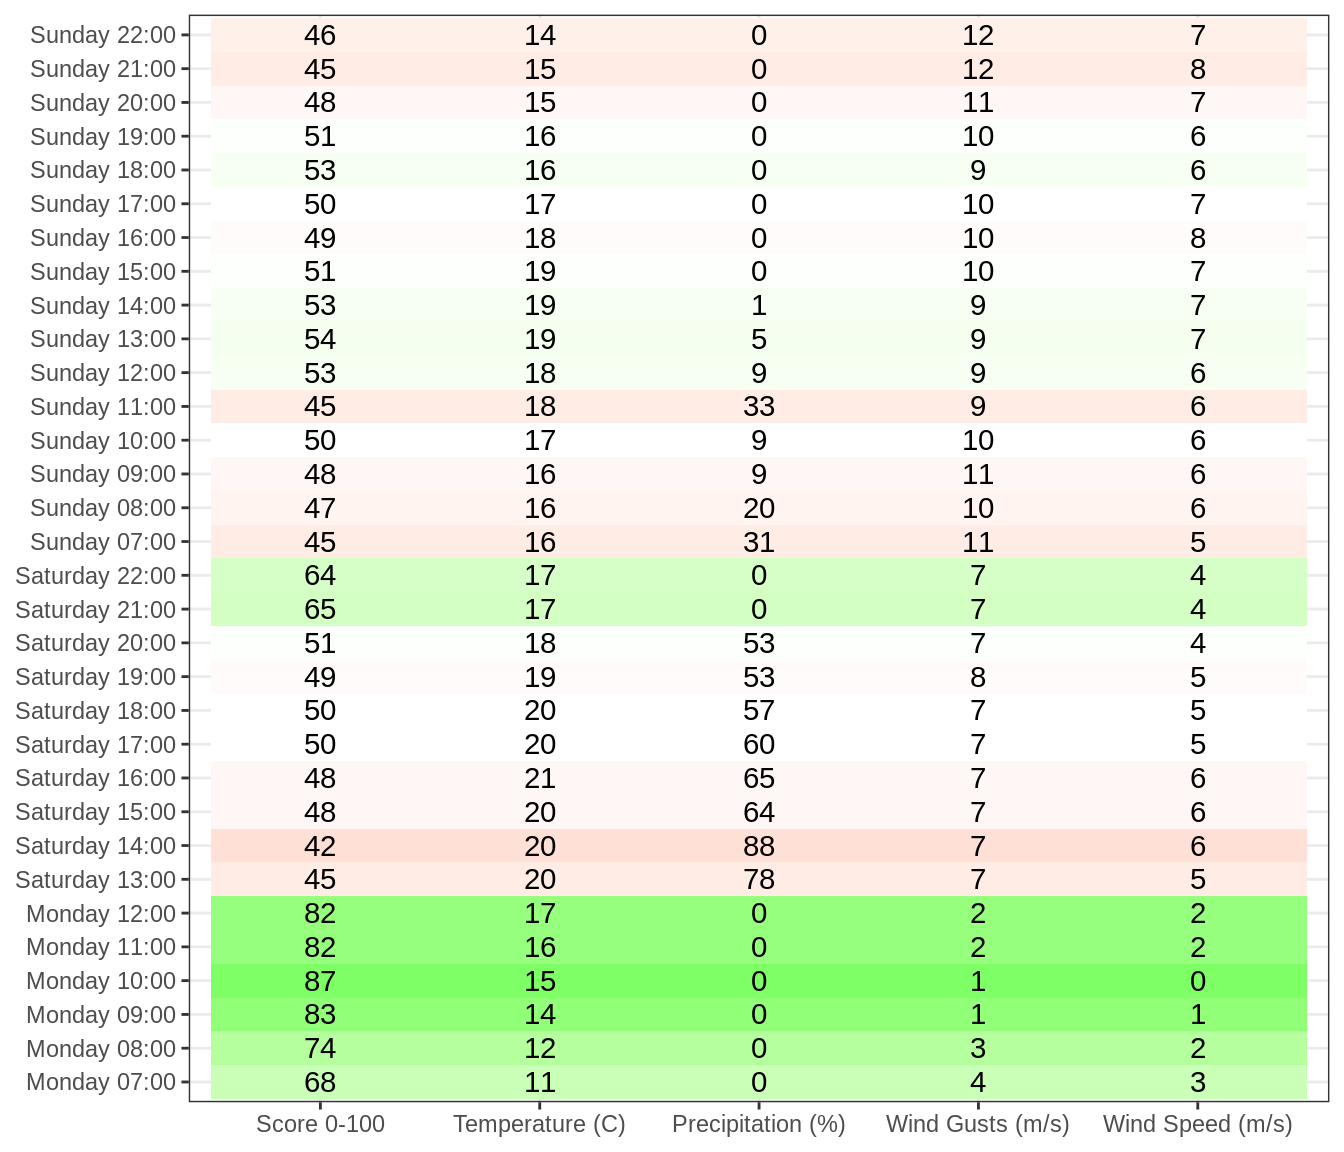 Sunday 22:00 46 14 0 12 7
Sunday 21:00 45 15 0 12 8
Sunday 20:00 48 15 0 11 7
Sunday 19:00 51 16 0 10 6
Sunday 18:00 53 16 0 9 6
Sunday 17:00 50 17 0 10 7
Sunday 16:00 49 18 0 10 8
Sunday 15:00 51 19 0 10 7
Sunday 14:00 53 19 1 9 7
Sunday 13:00 54 19 5 9 7
Sunday 12:00 53 18 9 9 6
Sunday 11:00 45 18 33 9 6
Sunday 10:00 50 17 9 10 6
Sunday 09:00 48 16 9 11 6
Sunday 08:00 47 16 20 10 6
Sunday 07:00 45 16 31 11 5
Saturday 22:00 64 17 0 7 4
Saturday 21:00 65 17 0 7 4
Saturday 20:00 51 18 53 7 4
Saturday 19:00 49 19 53 8 5
Saturday 18:00 50 20 57 7 5
Saturday 17:00 50 20 60 7 5
Saturday 16:00 48 21 65 7 6
Saturday 15:00 48 20 64 7 6
Saturday 14:00 42 20 88 7 6
Saturday 13:00 45 20 78 7 5
Monday 12:00 82 17 0 2 2
Monday 11:00 82 16 0 2 2
Monday 10:00 87 15 0 1 0
Monday 09:00 83 14 0 1 1
Monday 08:00 74 12 0 3 2
Monday 07:00 68 11 0 4 3
Score 0-100 Temperature (C) Precipitation (%) Wind Gusts (m/s) Wind Speed (m/s)